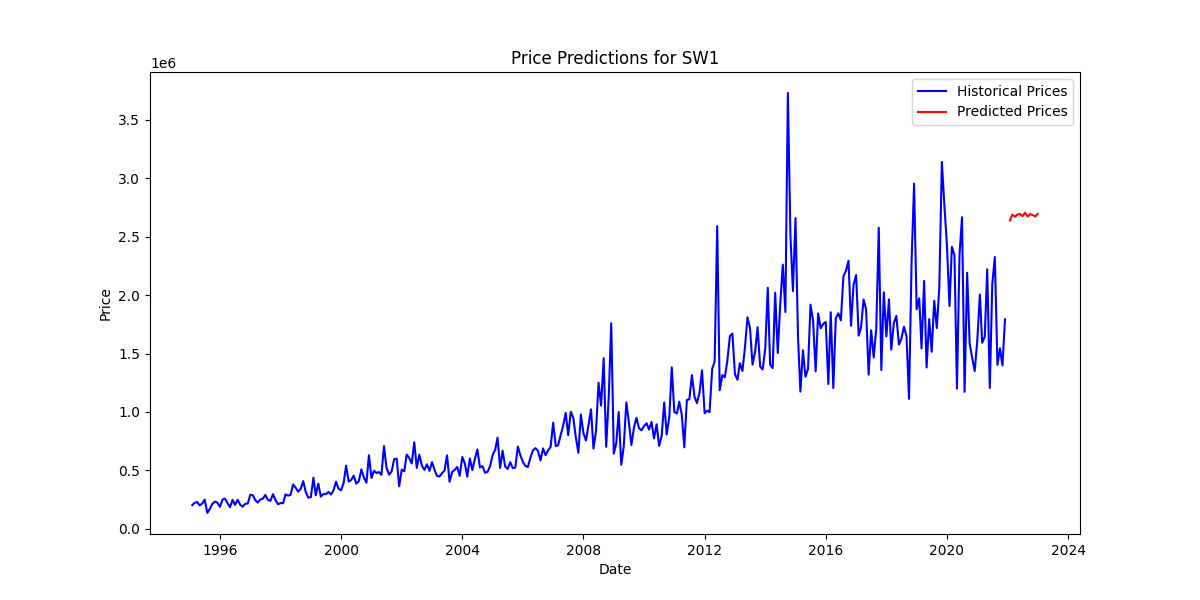 Price Predictions for SW1
1e6
Historical Prices
Predicted Prices
3.5
3.0
2.5
2.0
1.5
1.0
0.5
0.0
Price
1996 2000 2004 2008 2012 2016 2020 2024
Date